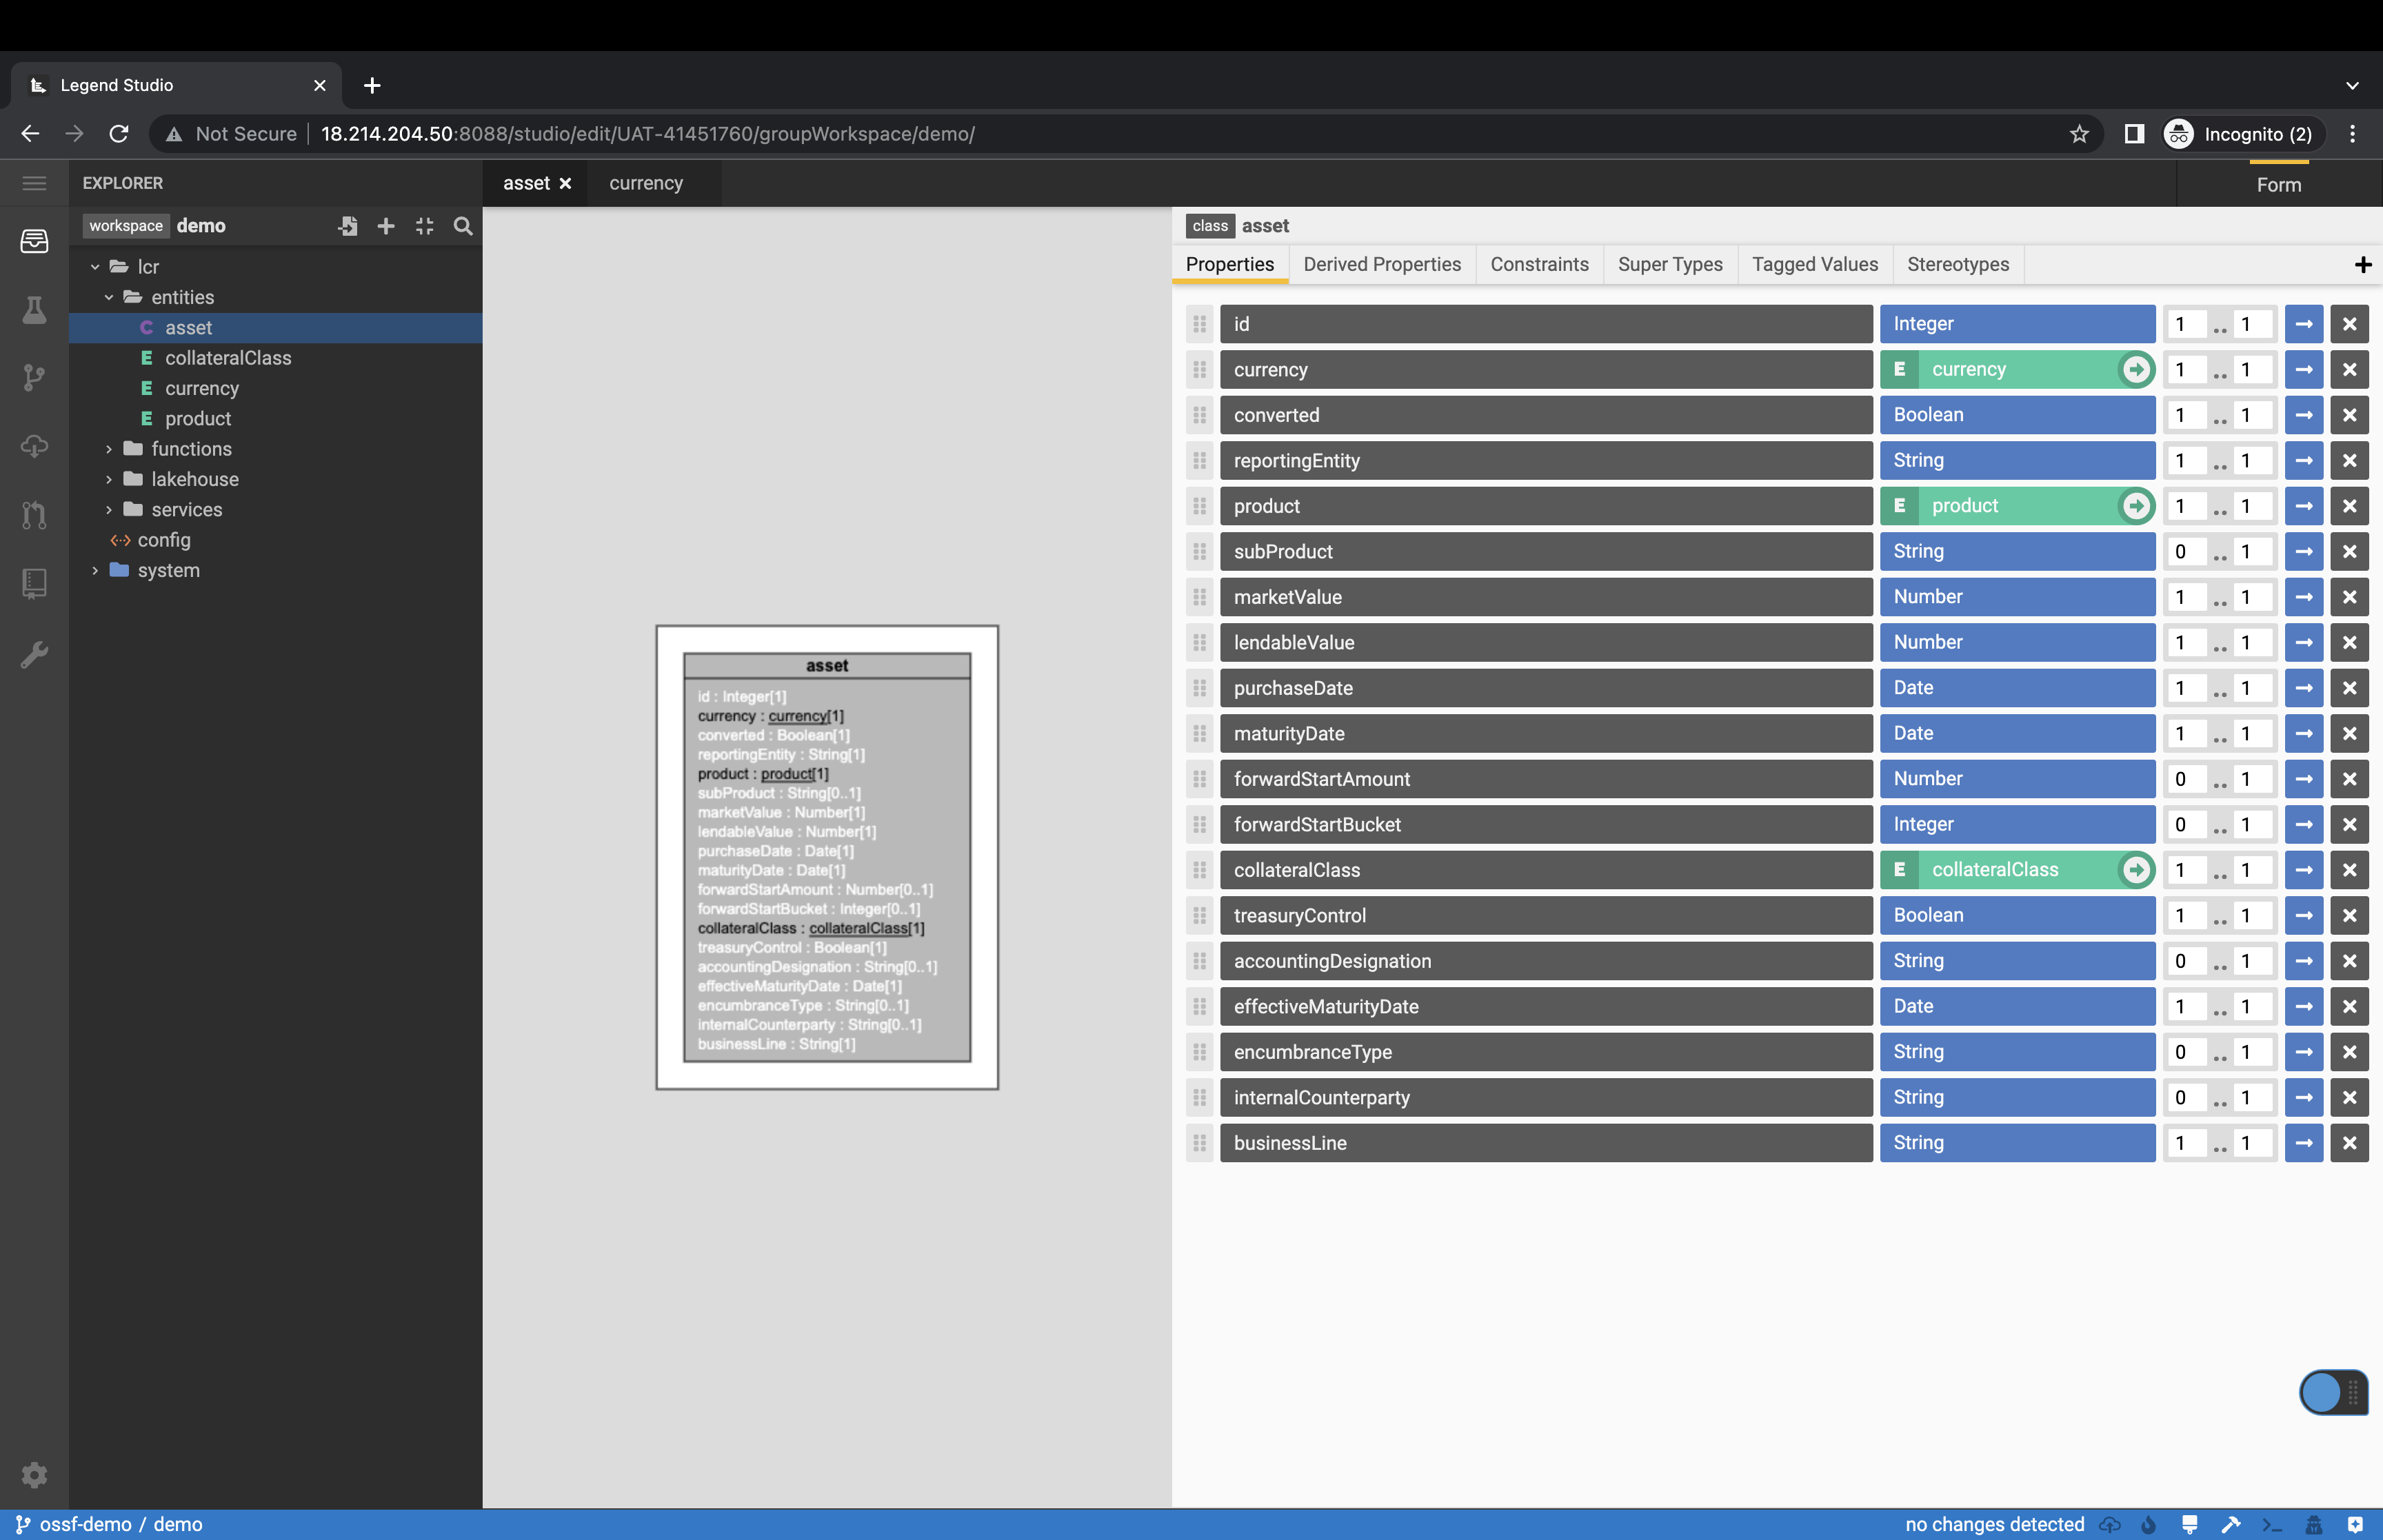 Legend Studio
Not Secure 18.214.204.50:8088/studio/edit/UAT-41451760/groupWorkspace/demo/ Incognito (2)
EXPLORER
workspace demo
lcr
entities
C asset
E collateralClass
E currency
E product
functions
lakehouse
services
config
system
asset currency Form
asset
id : Integer[1]
currency : currency[1]
converted : Boolean[1]
reportingEntity : String[1]
product : product[1]
subProduct : String[0..1]
marketValue : Number[1]
lendableValue : Number[1]
purchaseDate : Date[1]
maturityDate : Date[1]
forwardStartAmount : Number[0..1]
forwardStartBucket : Integer[0..1]
collateralClass : collateralClass[1]
treasuryControl : Boolean[1]
accountingDesignation : String[0..1]
effectiveMaturityDate : Date[1]
encumbranceType : String[0..1]
internalCounterparty : String[0..1]
businessLine : String[1]
class asset
Properties Derived Properties Constraints Super Types Tagged Values Stereotypes
id Integer 1 .. 1
currency E currency 1 .. 1
converted Boolean 1 .. 1
reportingEntity String 1 .. 1
product E product 1 .. 1
subProduct String 0 .. 1
marketValue Number 1 .. 1
lendableValue Number 1 .. 1
purchaseDate Date 1 .. 1
maturityDate Date 1 .. 1
forwardStartAmount Number 0 .. 1
forwardStartBucket Integer 0 .. 1
collateralClass E collateralClass 1 .. 1
treasuryControl Boolean 1 .. 1
accountingDesignation String 0 .. 1
effectiveMaturityDate Date 1 .. 1
encumbranceType String 0 .. 1
internalCounterparty String 0 .. 1
businessLine String 1 .. 1
ossf-demo / demo no changes detected